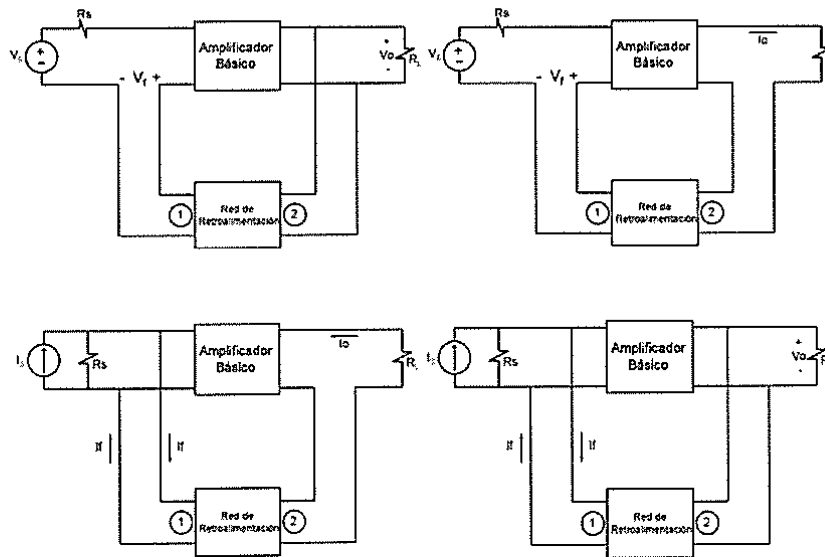 Rs
Vs
- Vf +
Amplificador
Básico
+
Vo
-
RL
Red de
Retroalimentación
1
2
Rs
Vs
- Vf +
Amplificador
Básico
Io
Red de
Retroalimentación
1
2
Is
Rs
Amplificador
Básico
Io
RL
If
If
Red de
Retroalimentación
1
2
Is
Rs
Amplificador
Básico
+
Vo
-
R
If
If
Red de
Retroalimentación
1
2